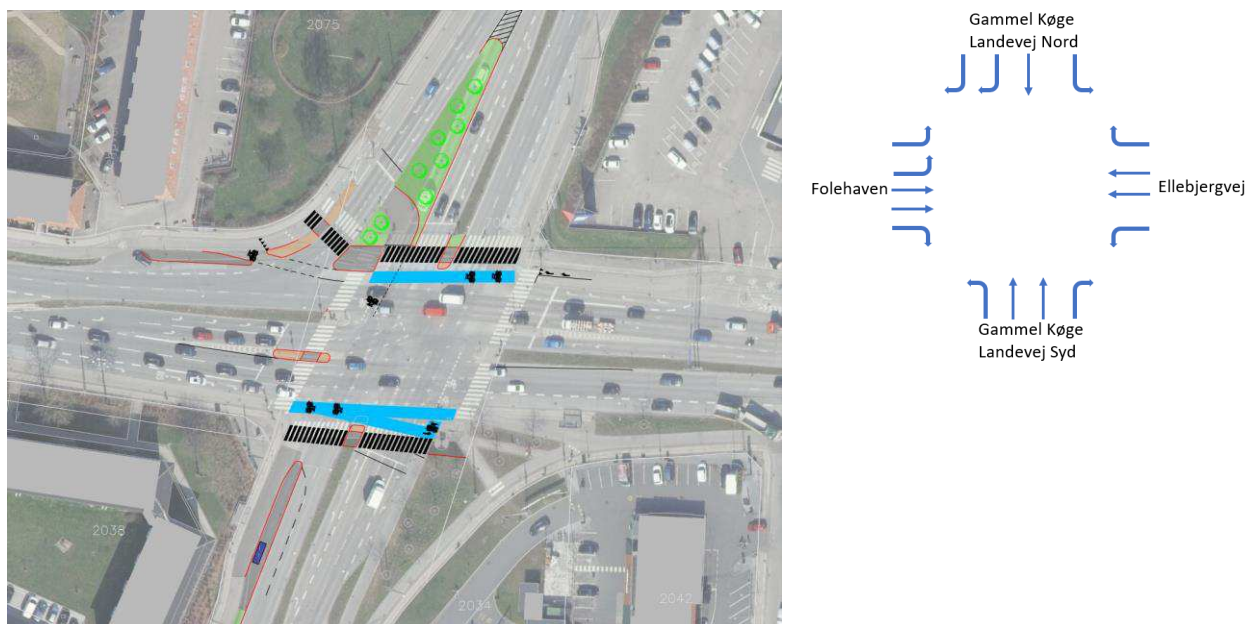 2075
2038
2034
2042
Gammel Køge
Landevej Nord
Folehaven
Ellebjergvej
Gammel Køge
Landevej Syd